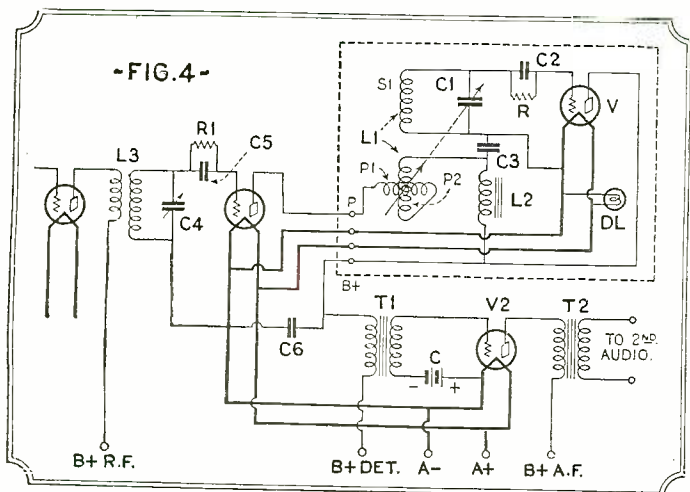 -FIG.4-
S1
C1
C2
R
V
L1
C3
P1
P2
L2
DL
P
B+
L3
R1
C5
C4
C6
T1
V2
T2
C
- +
TO 2ND.
AUDIO.
B+ R.F.
B+ DET.
A-
A+
B+ A.F.